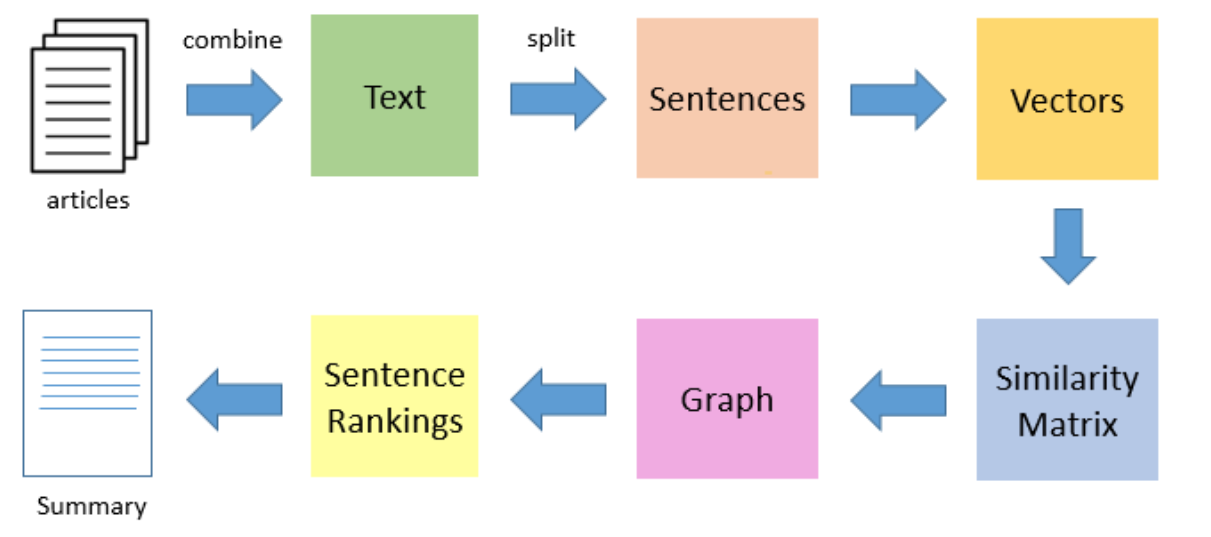 combine
split
Text
Sentences
Vectors
articles
Similarity
Matrix
Graph
Sentence
Rankings
Summary